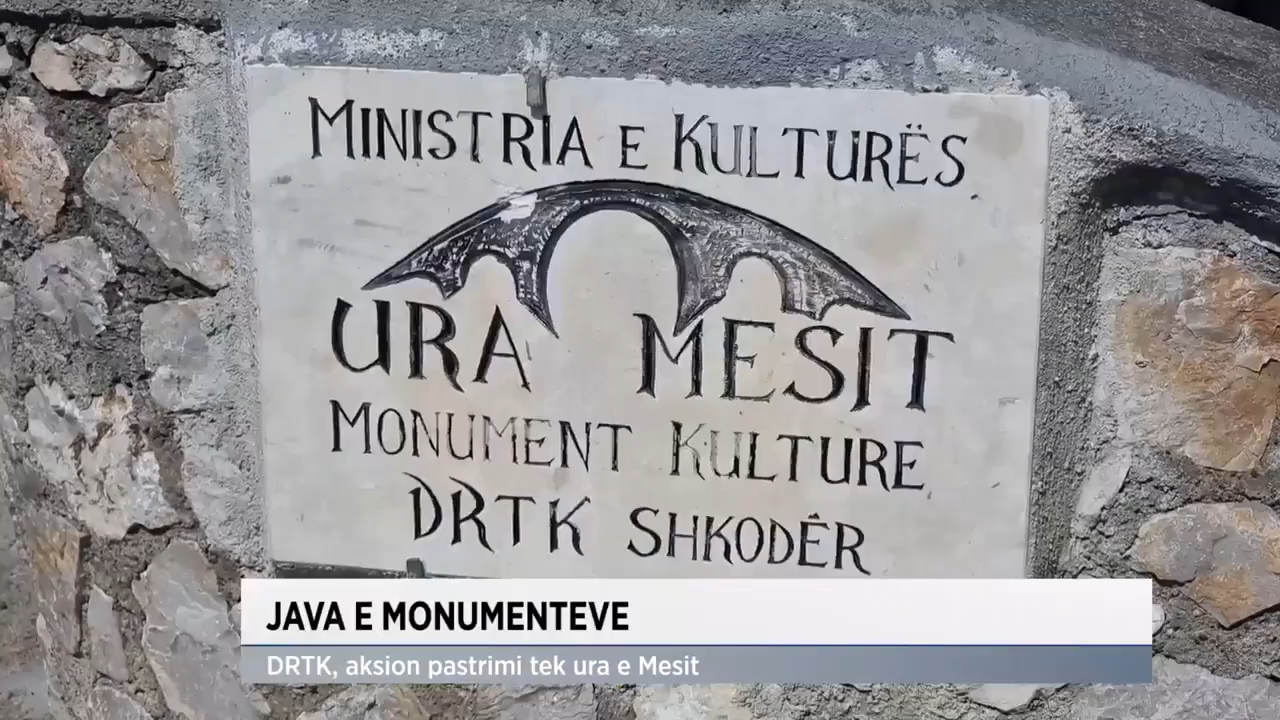 MINISTRIA E KULTURËS
URA MESIT
MONUMENT KULTURE
DRTK SHKODËR
JAVA E MONUMENTEVE
DRTK, aksion pastrimi tek ura e Mesit